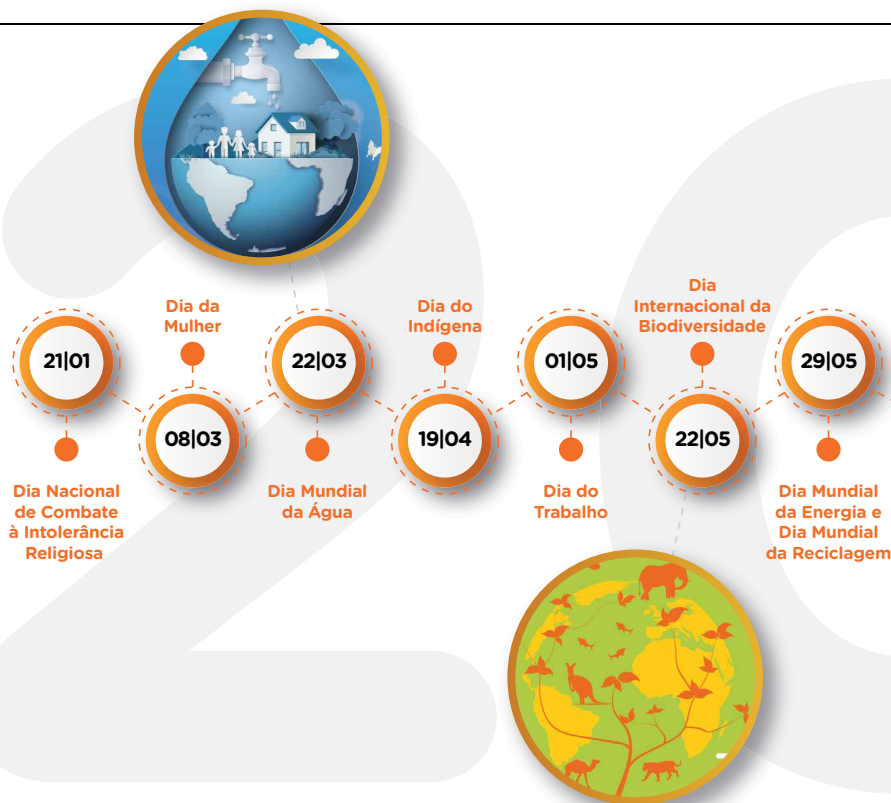 21|01
Dia Nacional
de Combate
à Intolerância
Religiosa
Dia da
Mulher
08|03
22|03
Dia Mundial
da Água
Dia do
Indígena
19|04
01|05
Dia do
Trabalho
Dia
Internacional da
Biodiversidade
22|05
29|05
Dia Mundial
da Energia e
Dia Mundial
da Reciclagem
20